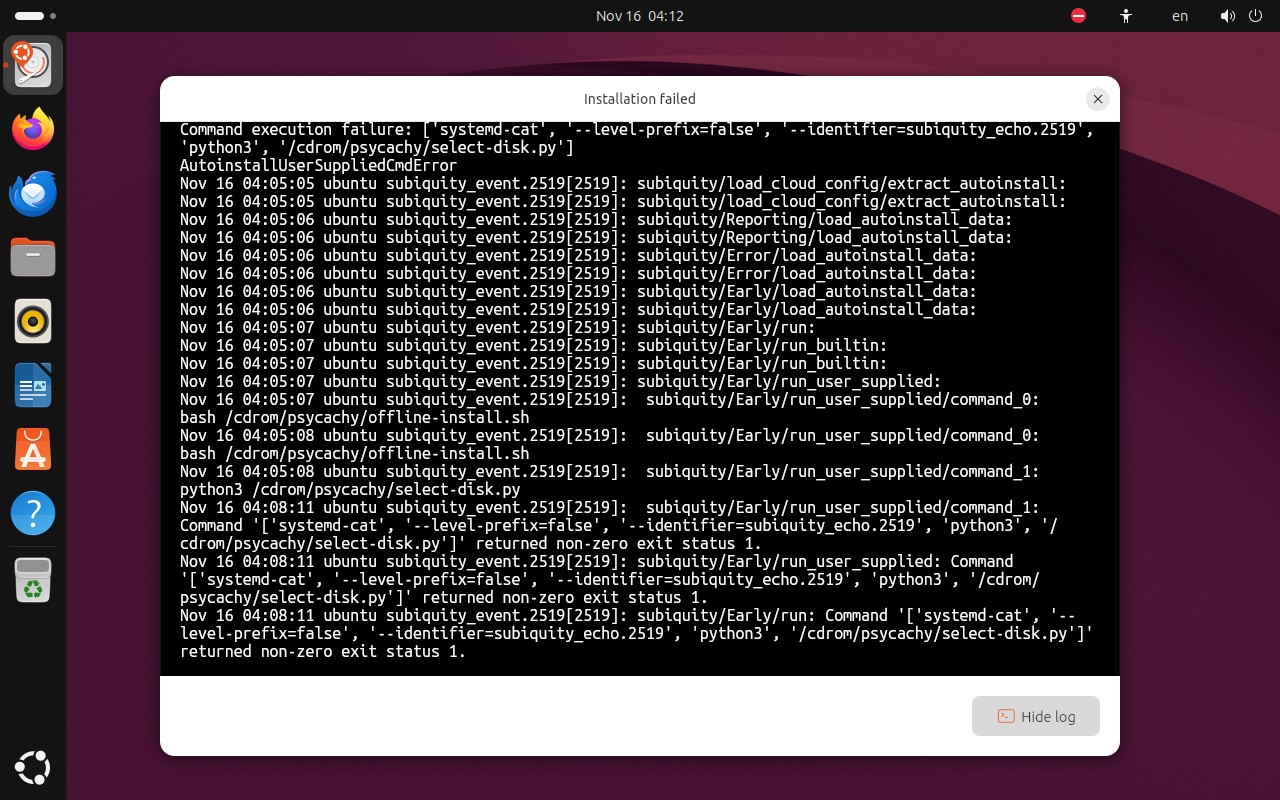 Nov 16 04:12
en
Installation failed
Command execution failure: ['systemd-cat', '--level-prefix=false', '--identifier=subiquity_echo.2519',
'python3', '/cdrom/psycachy/select-disk.py']
AutoinstallUserSuppliedCmdError
Nov 16 04:05:05 ubuntu subiquity_event.2519[2519]: subiquity/load_cloud_config/extract_autoinstall:
Nov 16 04:05:05 ubuntu subiquity_event.2519[2519]: subiquity/load_cloud_config/extract_autoinstall:
Nov 16 04:05:06 ubuntu subiquity_event.2519[2519]: subiquity/Reporting/load_autoinstall_data:
Nov 16 04:05:06 ubuntu subiquity_event.2519[2519]: subiquity/Reporting/load_autoinstall_data:
Nov 16 04:05:06 ubuntu subiquity_event.2519[2519]: subiquity/Error/load_autoinstall_data:
Nov 16 04:05:06 ubuntu subiquity_event.2519[2519]: subiquity/Error/load_autoinstall_data:
Nov 16 04:05:06 ubuntu subiquity_event.2519[2519]: subiquity/Early/load_autoinstall_data:
Nov 16 04:05:06 ubuntu subiquity_event.2519[2519]: subiquity/Early/load_autoinstall_data:
Nov 16 04:05:07 ubuntu subiquity_event.2519[2519]: subiquity/Early/run:
Nov 16 04:05:07 ubuntu subiquity_event.2519[2519]: subiquity/Early/run_builtin:
Nov 16 04:05:07 ubuntu subiquity_event.2519[2519]: subiquity/Early/run_builtin:
Nov 16 04:05:07 ubuntu subiquity_event.2519[2519]: subiquity/Early/run_user_supplied:
Nov 16 04:05:07 ubuntu subiquity_event.2519[2519]:  subiquity/Early/run_user_supplied/command_0:
bash /cdrom/psycachy/offline-install.sh
Nov 16 04:05:08 ubuntu subiquity_event.2519[2519]:  subiquity/Early/run_user_supplied/command_0:
bash /cdrom/psycachy/offline-install.sh
Nov 16 04:05:08 ubuntu subiquity_event.2519[2519]:  subiquity/Early/run_user_supplied/command_1:
python3 /cdrom/psycachy/select-disk.py
Nov 16 04:08:11 ubuntu subiquity_event.2519[2519]:  subiquity/Early/run_user_supplied/command_1:
Command '['systemd-cat', '--level-prefix=false', '--identifier=subiquity_echo.2519', 'python3', '/
cdrom/psycachy/select-disk.py']' returned non-zero exit status 1.
Nov 16 04:08:11 ubuntu subiquity_event.2519[2519]: subiquity/Early/run_user_supplied: Command
'['systemd-cat', '--level-prefix=false', '--identifier=subiquity_echo.2519', 'python3', '/cdrom/
psycachy/select-disk.py']' returned non-zero exit status 1.
Nov 16 04:08:11 ubuntu subiquity_event.2519[2519]: subiquity/Early/run: Command '['systemd-cat', '--
level-prefix=false', '--identifier=subiquity_echo.2519', 'python3', '/cdrom/psycachy/select-disk.py']'
returned non-zero exit status 1.
Hide log